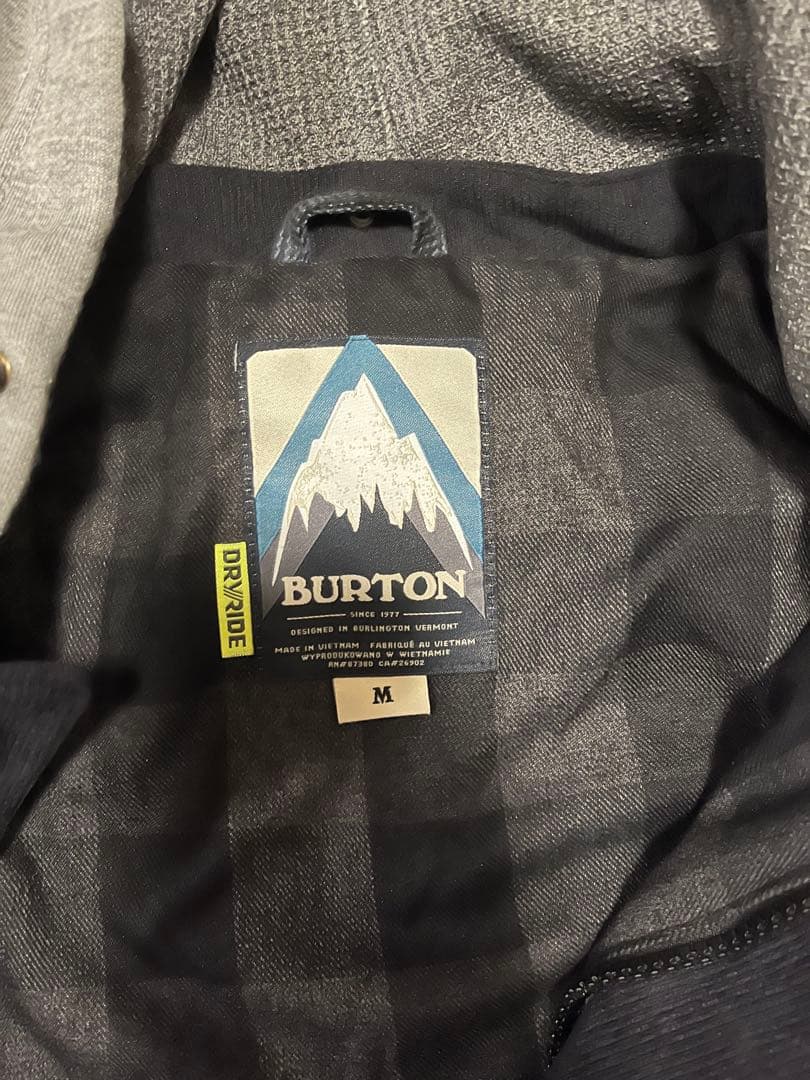 DRY//RIDE
BURTON
SINCE 1977
DESIGNED IN BURLINGTON VERMONT
MADE IN VIETNAM FABRIQUÉ AU VIETNAM
WYPRODUKOWANO W WIETNAMIE
RN#87380 CA#26902
M